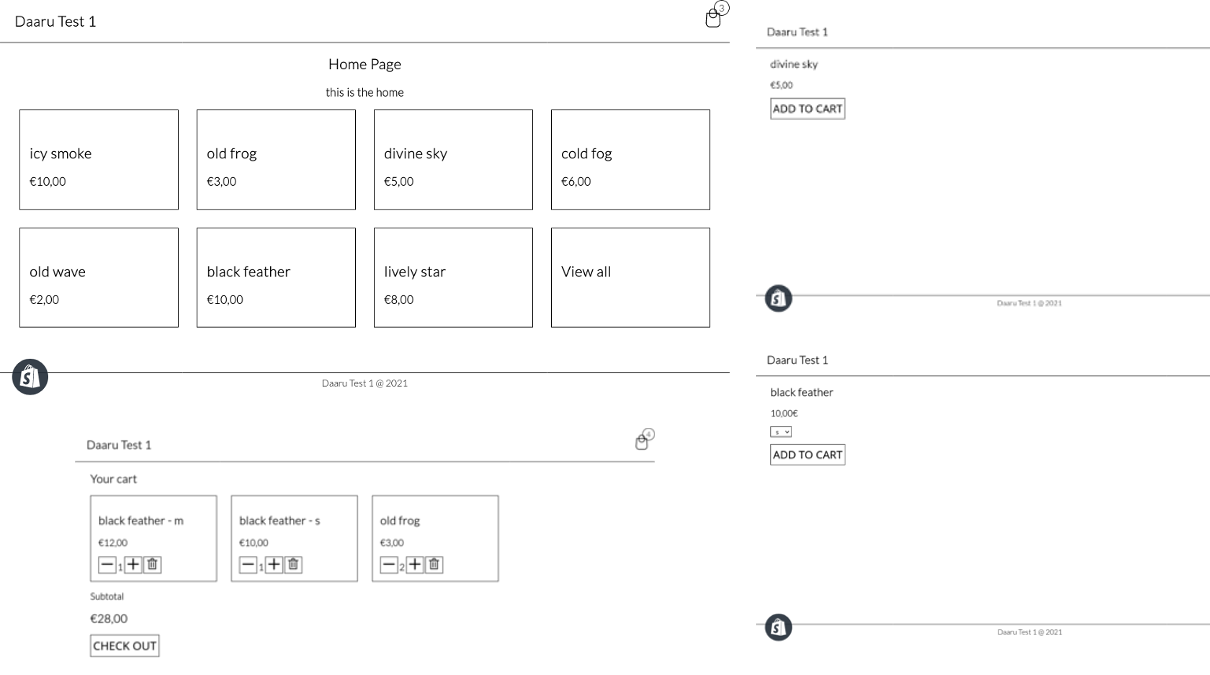 Daaru Test 1
3
Home Page
this is the home
icy smoke
€10,00
old frog
€3,00
divine sky
€5,00
cold fog
€6,00
old wave
€2,00
black feather
€10,00
lively star
€8,00
View all
Daaru Test 1 @ 2021
Daaru Test 1
4
Your cart
black feather - m
€12,00
1
black feather - s
€10,00
1
old frog
€3,00
2
Subtotal
€28,00
CHECK OUT
Daaru Test 1
divine sky
€5,00
ADD TO CART
Daaru Test 1 @ 2021
Daaru Test 1
black feather
10,00€
s
ADD TO CART
Daaru Test 1 @ 2021